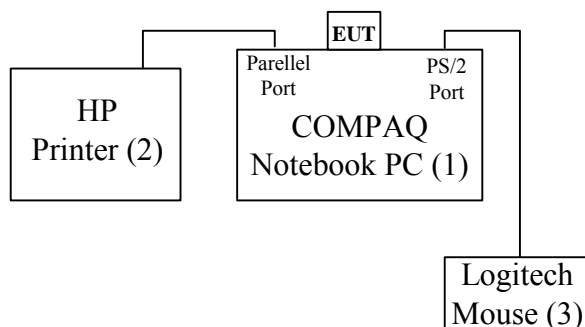 EUT
Parellel
Port
PS/2
Port
HP
Printer (2)
COMPAQ
Notebook PC (1)
Logitech
Mouse (3)